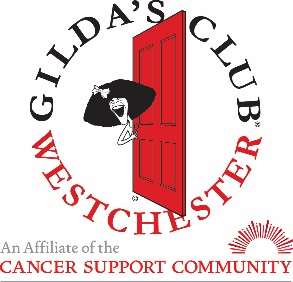 GILDA'S CLUB®
WESTCHESTER
©
An Affiliate of the
CANCER SUPPORT COMMUNITY